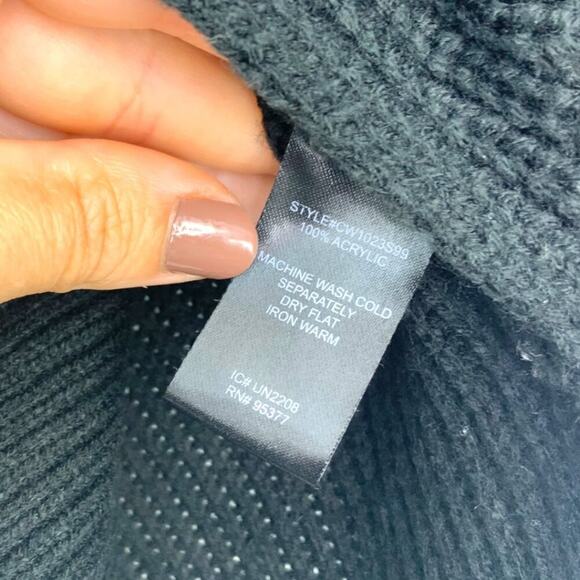 STYLE#CW1023S99
100% ACRYLIC
MACHINE WASH COLD
SEPARATELY
DRY FLAT
IRON WARM
IC# UN2208
RN# 95377